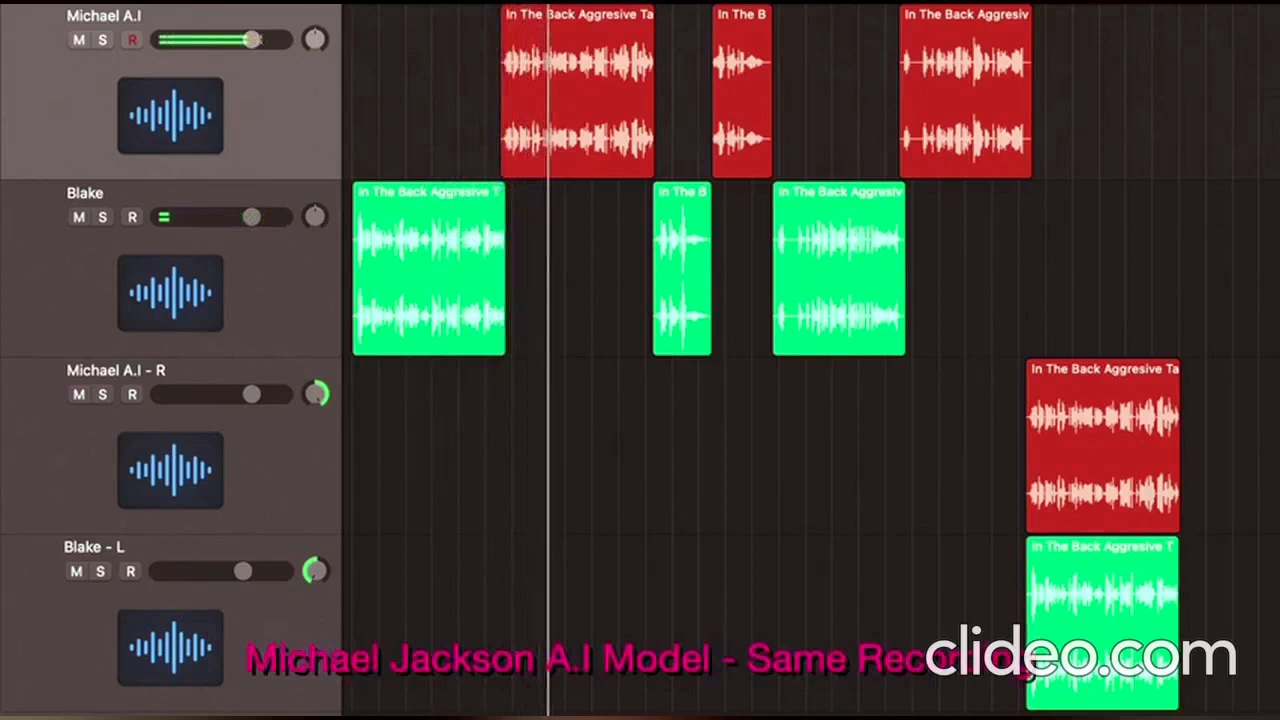 Michael A.I
M S R
In The Back Aggresive Ta
In The B
In The Back Aggresiv
Blake
M S R
In The Back Aggresive T
In The B
In The Back Aggresiv
Michael A.I - R
M S R
In The Back Aggresive Ta
Blake - L
M S R
In The Back Aggresive T
Michael Jackson A.I Model - Same
clideo.com